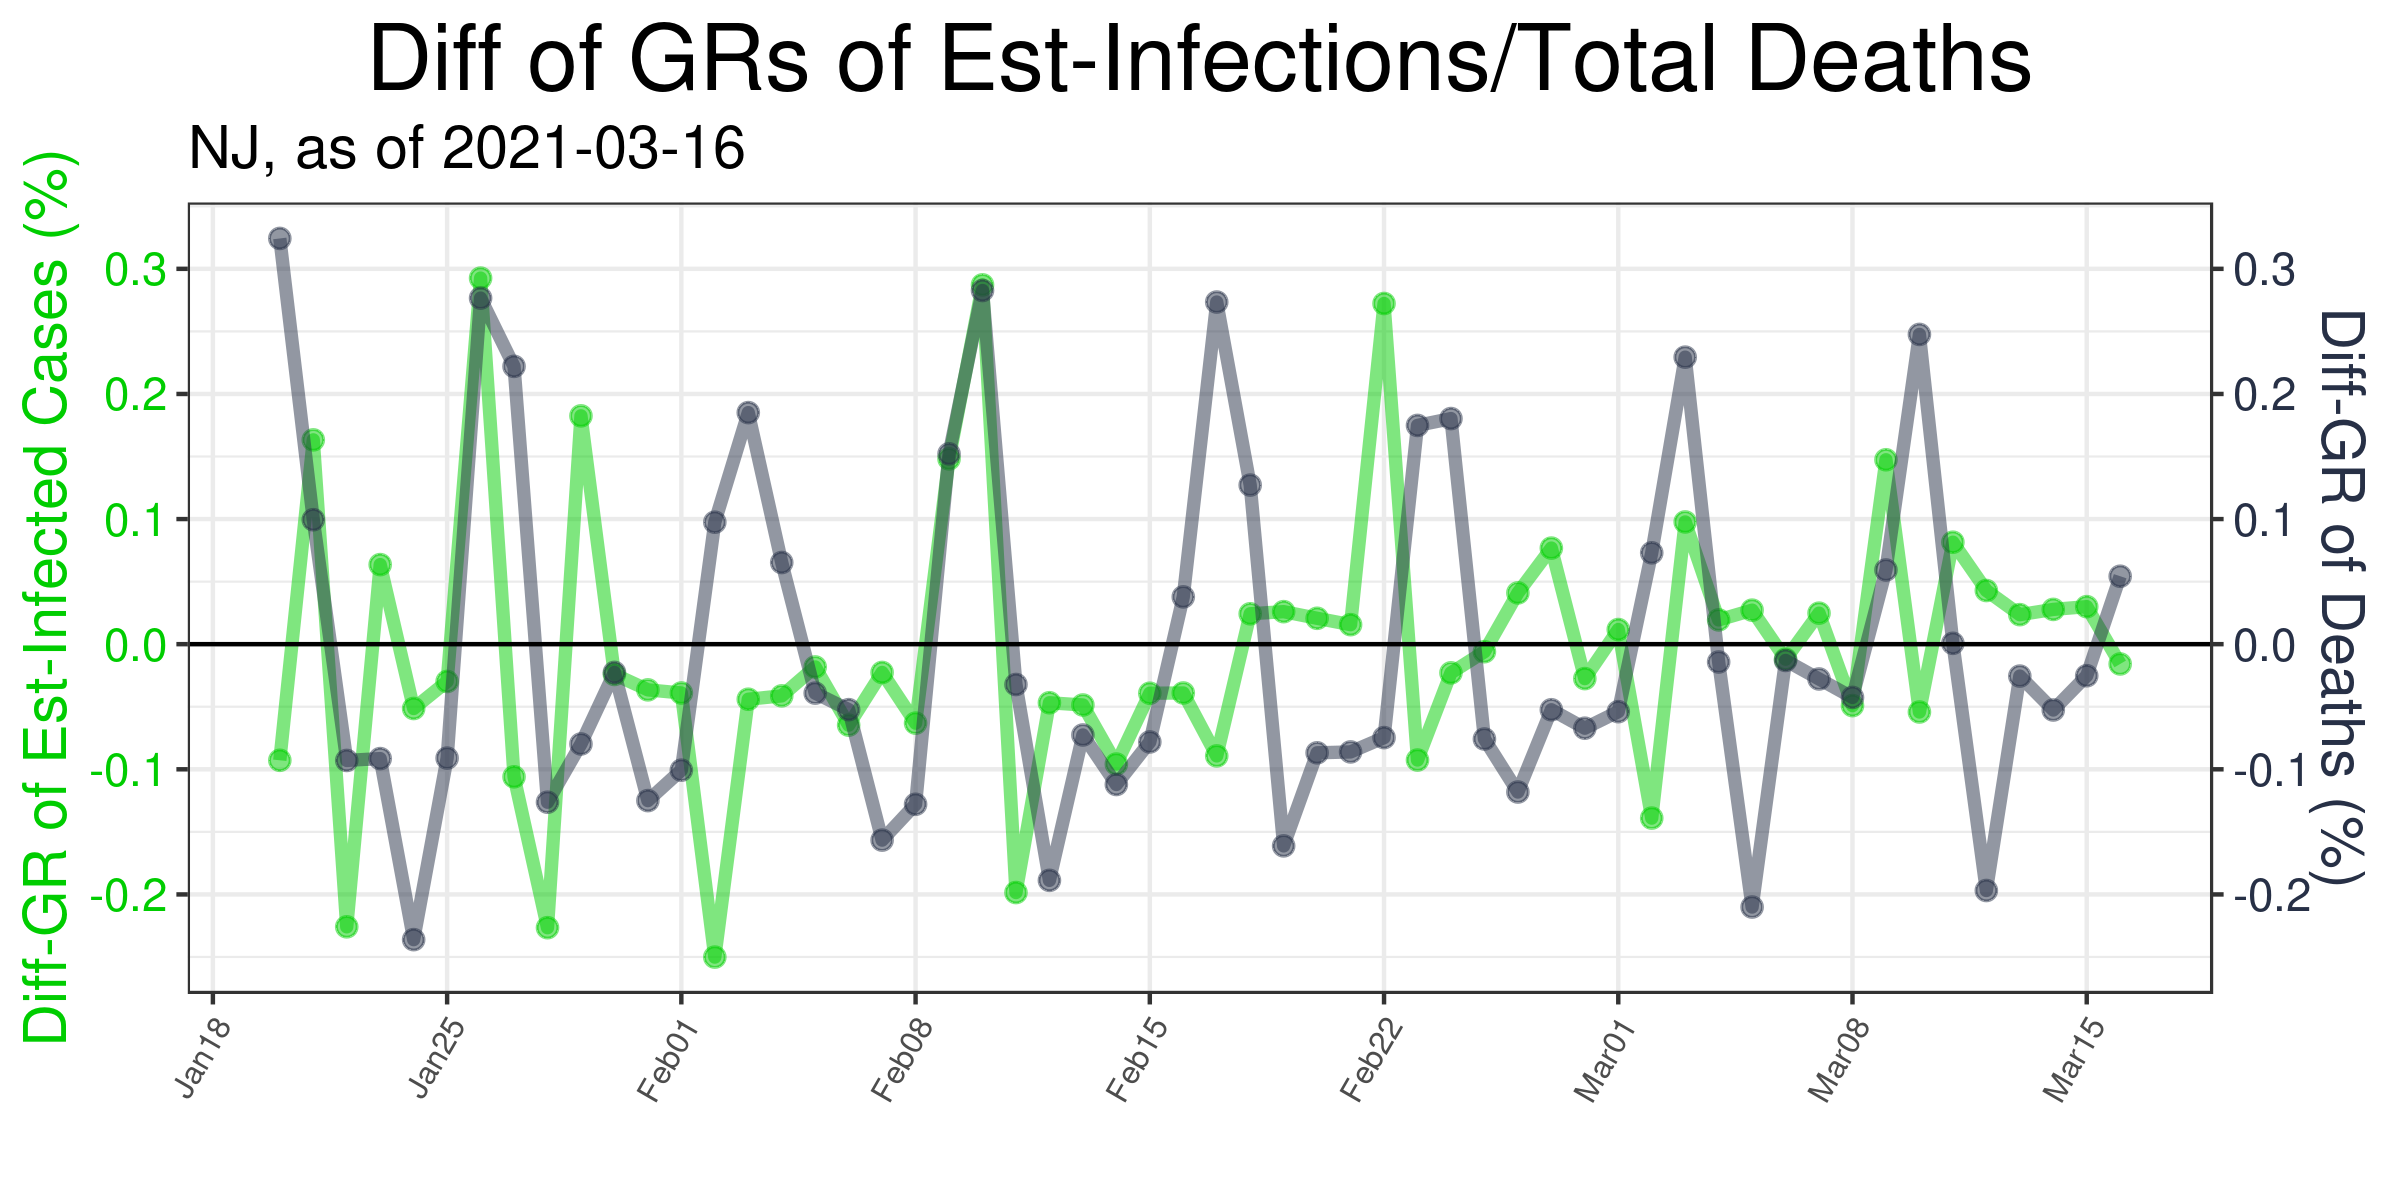 Diff of GRs of Est-Infections/Total Deaths
NJ, as of 2021-03-16
Diff-GR of Est-Infected Cases (%)
0.3
0.2
0.1
0.0
-0.1
-0.2
0.3
0.2
0.1
0.0
-0.1
-0.2
Diff-GR of Deaths (%)
Jan18
Jan25
Feb01
Feb08
Feb15
Feb22
Mar01
Mar08
Mar15